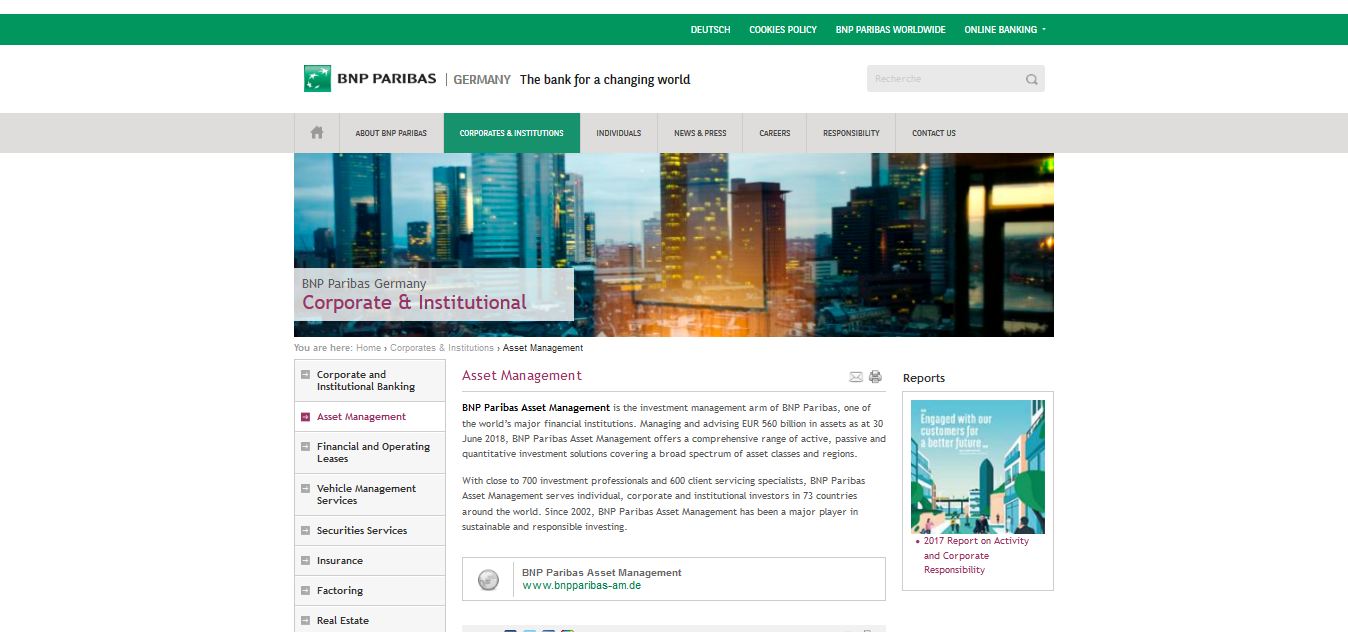 DEUTSCH COOKIES POLICY BNP PARIBAS WORLDWIDE ONLINE BANKING
BNP PARIBAS GERMANY The bank for a changing world
Recherche
ABOUT BNP PARIBAS CORPORATES & INSTITUTIONS INDIVIDUALS NEWS & PRESS CAREERS RESPONSIBILITY CONTACT US
BNP Paribas Germany
Corporate & Institutional
You are here: Home › Corporates & Institutions › Asset Management
Corporate and
Institutional Banking
Asset Management
Financial and Operating
Leases
Vehicle Management
Services
Securities Services
Insurance
Factoring
Real Estate
Asset Management
BNP Paribas Asset Management is the investment management arm of BNP Paribas, one of
the world's major financial institutions. Managing and advising EUR 560 billion in assets as at 30
June 2018, BNP Paribas Asset Management offers a comprehensive range of active, passive and
quantitative investment solutions covering a broad spectrum of asset classes and regions.
With close to 700 investment professionals and 600 client servicing specialists, BNP Paribas
Asset Management serves individual, corporate and institutional investors in 73 countries
around the world. Since 2002, BNP Paribas Asset Management has been a major player in
sustainable and responsible investing.
BNP Paribas Asset Management
www.bnpparibas-am.de
Reports
Engaged with our
customers for
a better future
• 2017 Report on Activity
and Corporate
Responsibility